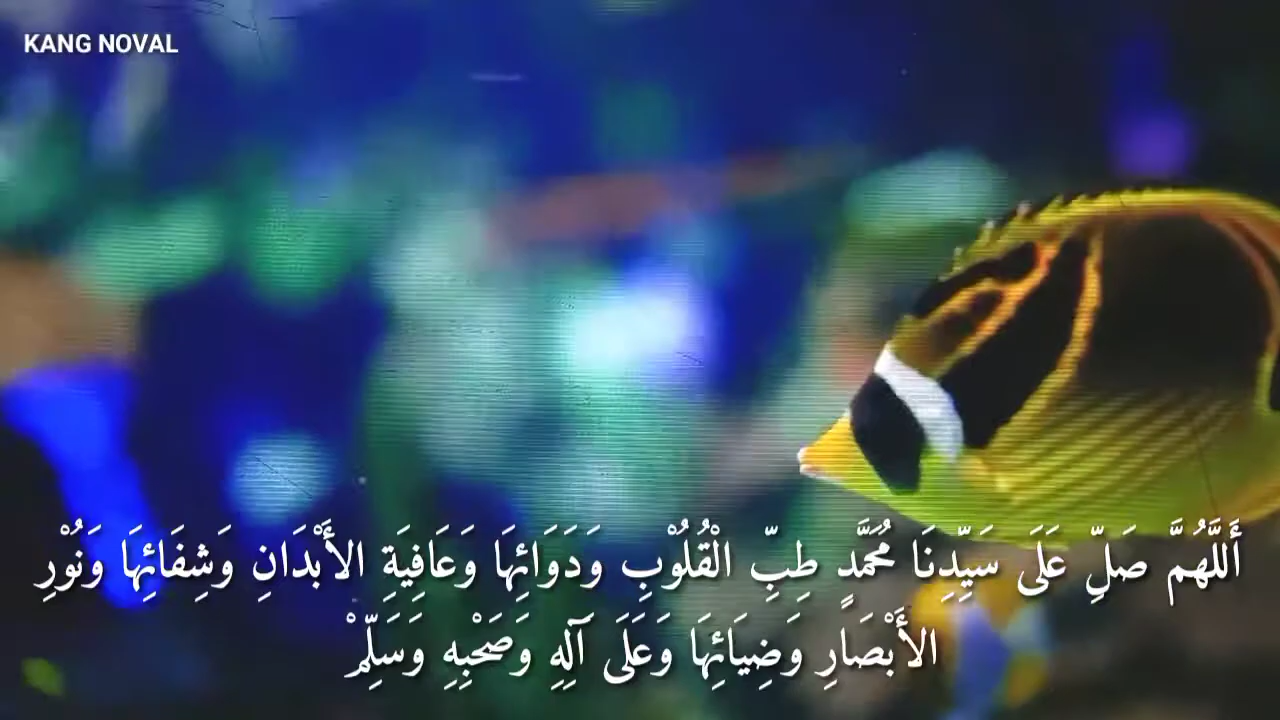 KANG NOVAL
أَللَّهُمَّ صَلِّ عَلَى سَيِّدِنَا مُحَمَّدٍ طِبِّ الْقُلُوْبِ وَدَوَائِهَا وَعَافِيَةِ الأَبْدَانِ وَشِفَائِهَا وَنُوْرِ
الأَبْصَارِ وَضِيَائِهَا وَعَلَى آلِهِ وَصَحْبِهِ وَسَلِّمْ